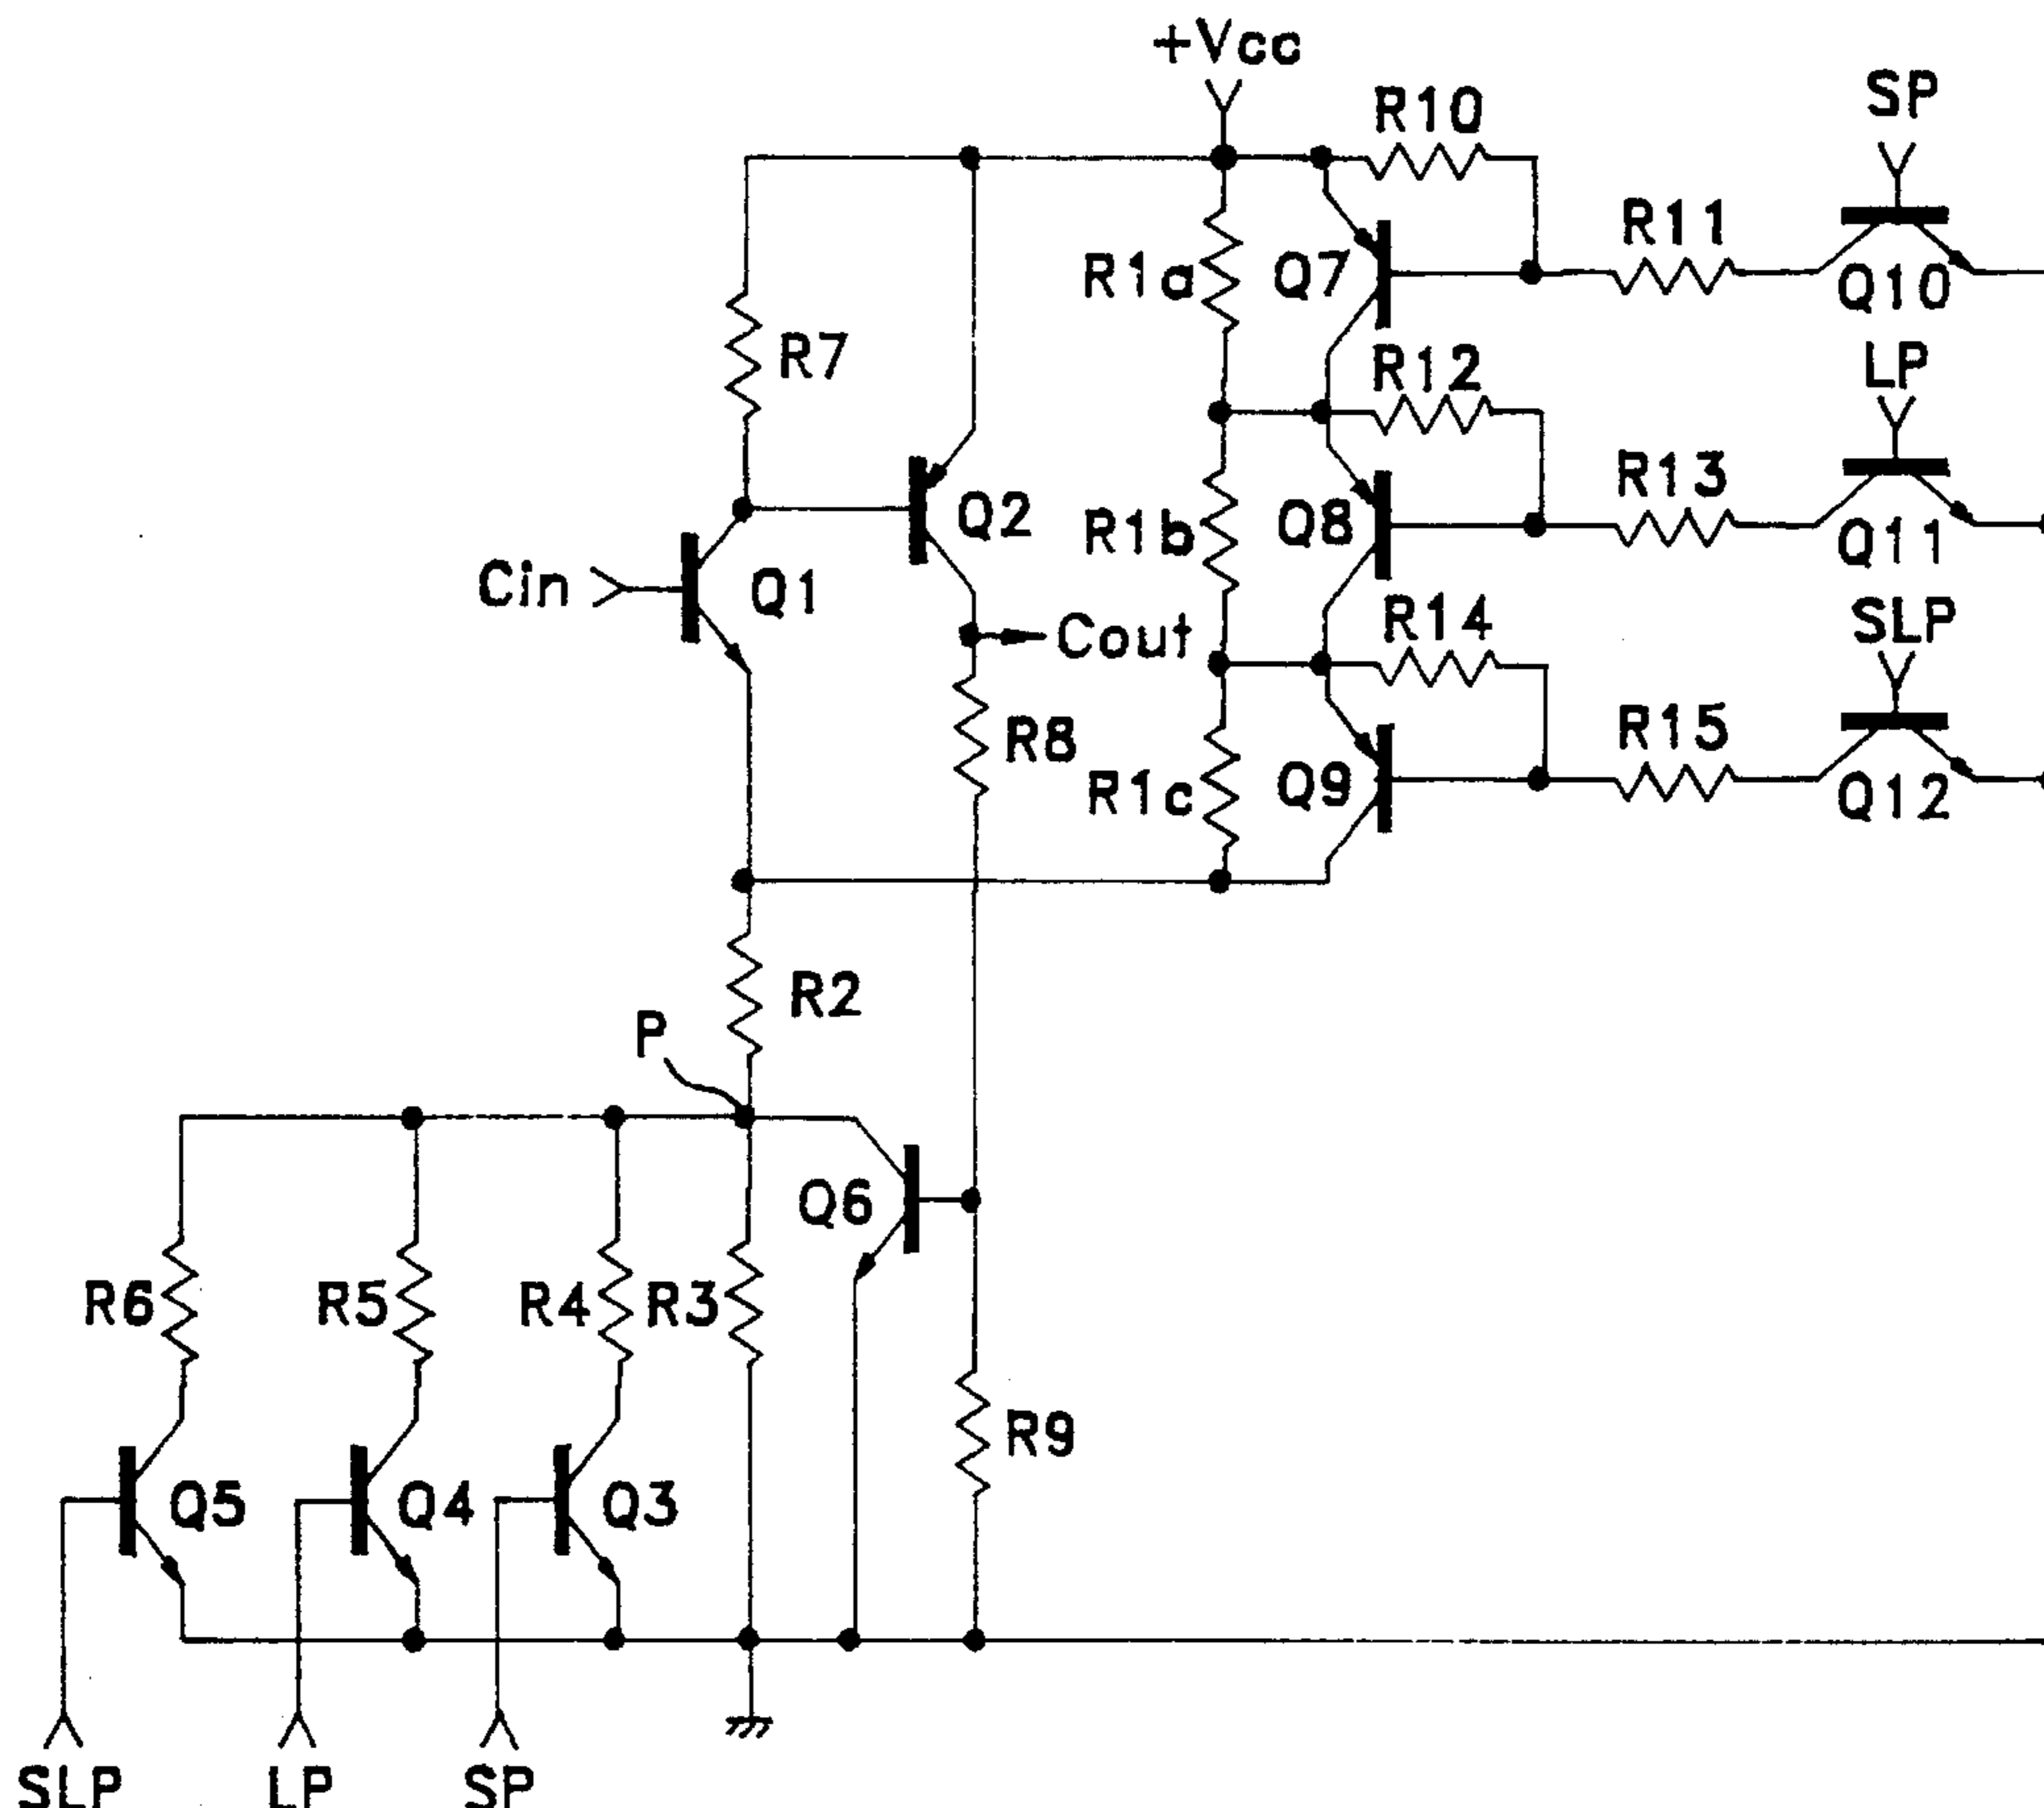 +Vcc
R10
SP
R11
R1a
Q7
Q10
R7
R12
LP
R13
Q2
R1b
Q8
Q11
Cin
Q1
Cout
R14
SLP
R8
R1c
Q9
R15
Q12
R2
P
Q6
R6
R5
R4
R3
R9
Q5
Q4
Q3
SLP
LP
SP